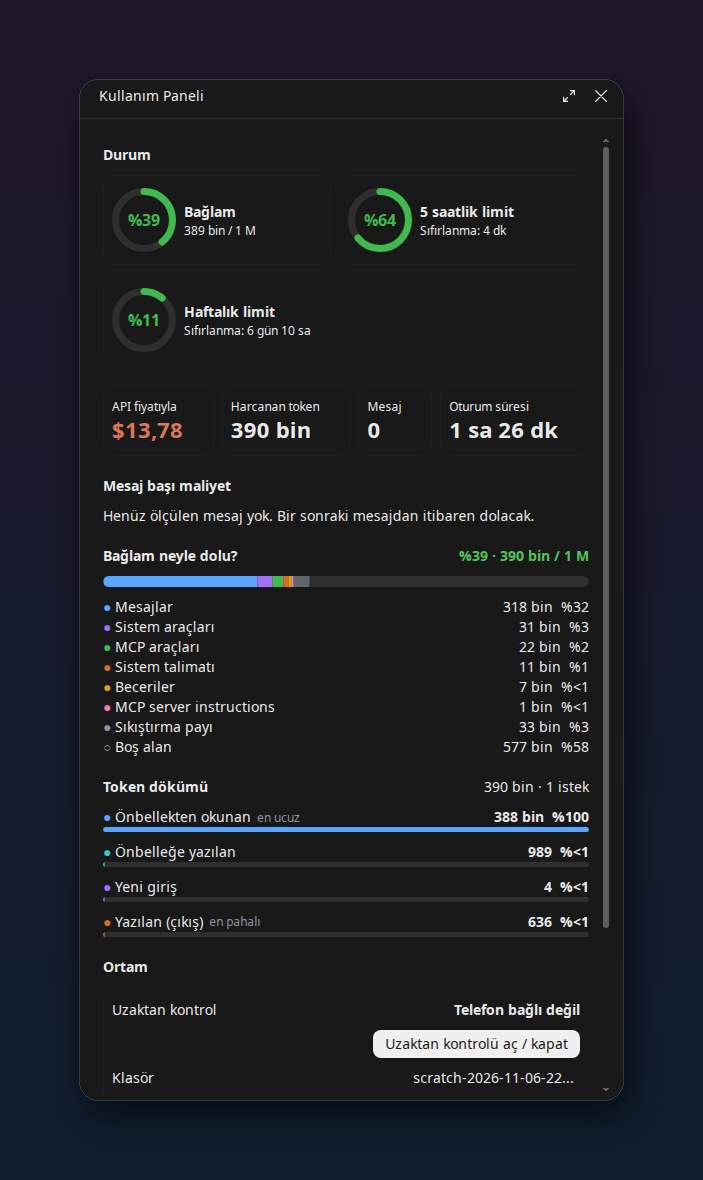 Kullanım Paneli
Durum
%39
Bağlam
389 bin / 1 M
%64
5 saatlik limit
Sıfırlanma: 4 dk
%11
Haftalık limit
Sıfırlanma: 6 gün 10 sa
API fiyatıyla
$13,78
Harcanan token
390 bin
Mesaj
0
Oturum süresi
1 sa 26 dk
Mesaj başı maliyet
Henüz ölçülen mesaj yok. Bir sonraki mesajdan itibaren dolacak.
Bağlam neyle dolu? %39 · 390 bin / 1 M
Mesajlar 318 bin %32
Sistem araçları 31 bin %3
MCP araçları 22 bin %2
Sistem talimatı 11 bin %1
Beceriler 7 bin %<1
MCP server instructions 1 bin %<1
Sıkıştırma payı 33 bin %3
Boş alan 577 bin %58
Token dökümü 390 bin · 1 istek
Önbellekten okunan en ucuz 388 bin %100
Önbelleğe yazılan 989 %<1
Yeni giriş 4 %<1
Yazılan (çıkış) en pahalı 636 %<1
Ortam
Uzaktan kontrol Telefon bağlı değil
Uzaktan kontrolü aç / kapat
Klasör scratch-2026-11-06-22...